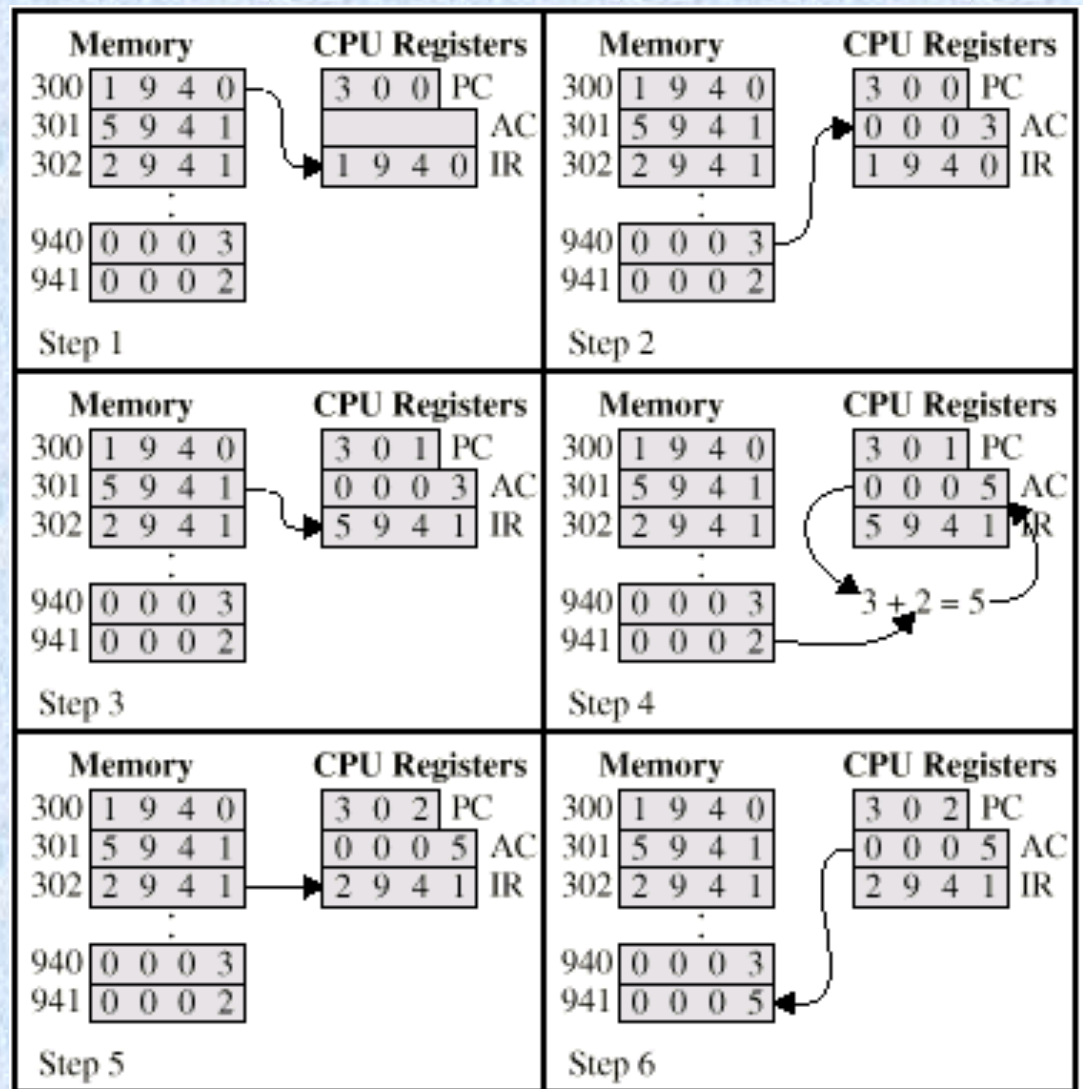 Memory CPU Registers
300 1 9 4 0 3 0 0 PC
301 5 9 4 1 AC
302 2 9 4 1 1 9 4 0 IR
:
940 0 0 0 3
941 0 0 0 2
Step 1
Memory CPU Registers
300 1 9 4 0 3 0 0 PC
301 5 9 4 1 0 0 0 3 AC
302 2 9 4 1 1 9 4 0 IR
:
940 0 0 0 3
941 0 0 0 2
Step 2
Memory CPU Registers
300 1 9 4 0 3 0 1 PC
301 5 9 4 1 0 0 0 3 AC
302 2 9 4 1 5 9 4 1 IR
:
940 0 0 0 3
941 0 0 0 2
Step 3
Memory CPU Registers
300 1 9 4 0 3 0 1 PC
301 5 9 4 1 0 0 0 5 AC
302 2 9 4 1 5 9 4 1 IR
:
940 0 0 0 3 3 + 2 = 5
941 0 0 0 2
Step 4
Memory CPU Registers
300 1 9 4 0 3 0 2 PC
301 5 9 4 1 0 0 0 5 AC
302 2 9 4 1 2 9 4 1 IR
:
940 0 0 0 3
941 0 0 0 2
Step 5
Memory CPU Registers
300 1 9 4 0 3 0 2 PC
301 5 9 4 1 0 0 0 5 AC
302 2 9 4 1 2 9 4 1 IR
:
940 0 0 0 3
941 0 0 0 5
Step 6